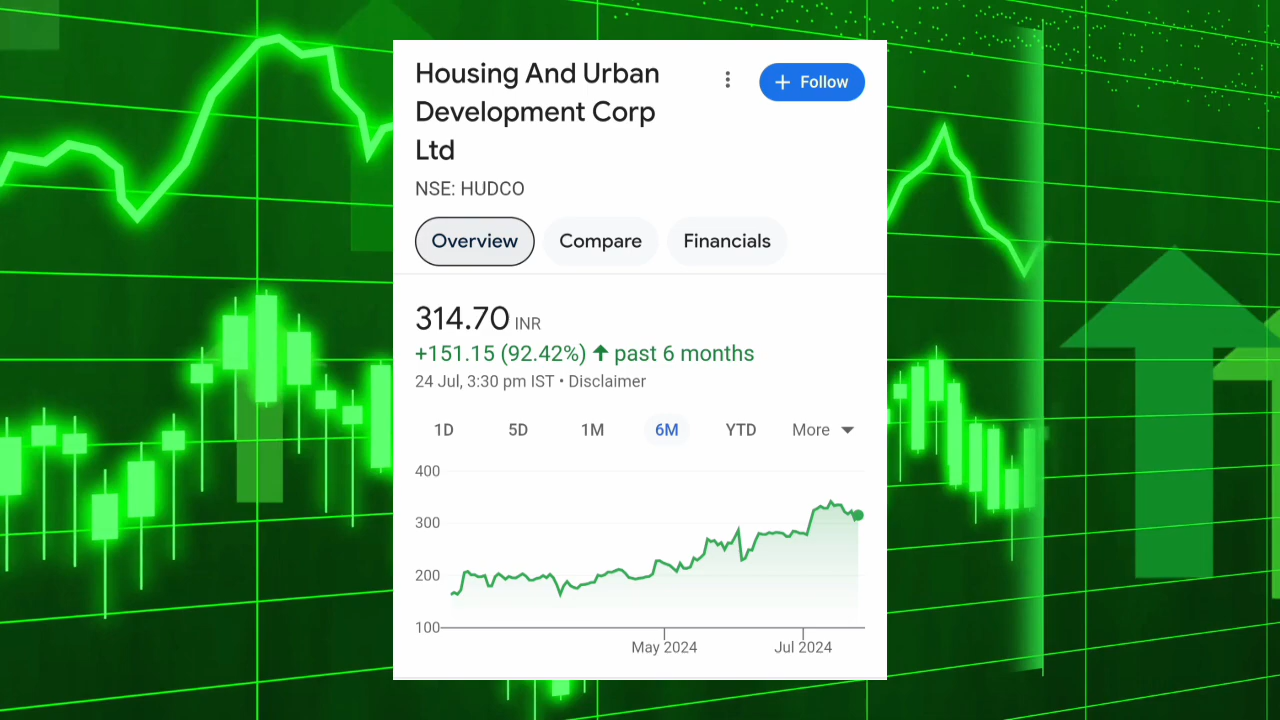 Housing And Urban
Development Corp
Ltd
+ Follow
NSE: HUDCO
Overview Compare Financials
314.70 INR
+151.15 (92.42%) ↑ past 6 months
24 Jul, 3:30 pm IST • Disclaimer
1D 5D 1M 6M YTD More
400
300
200
100
May 2024 Jul 2024